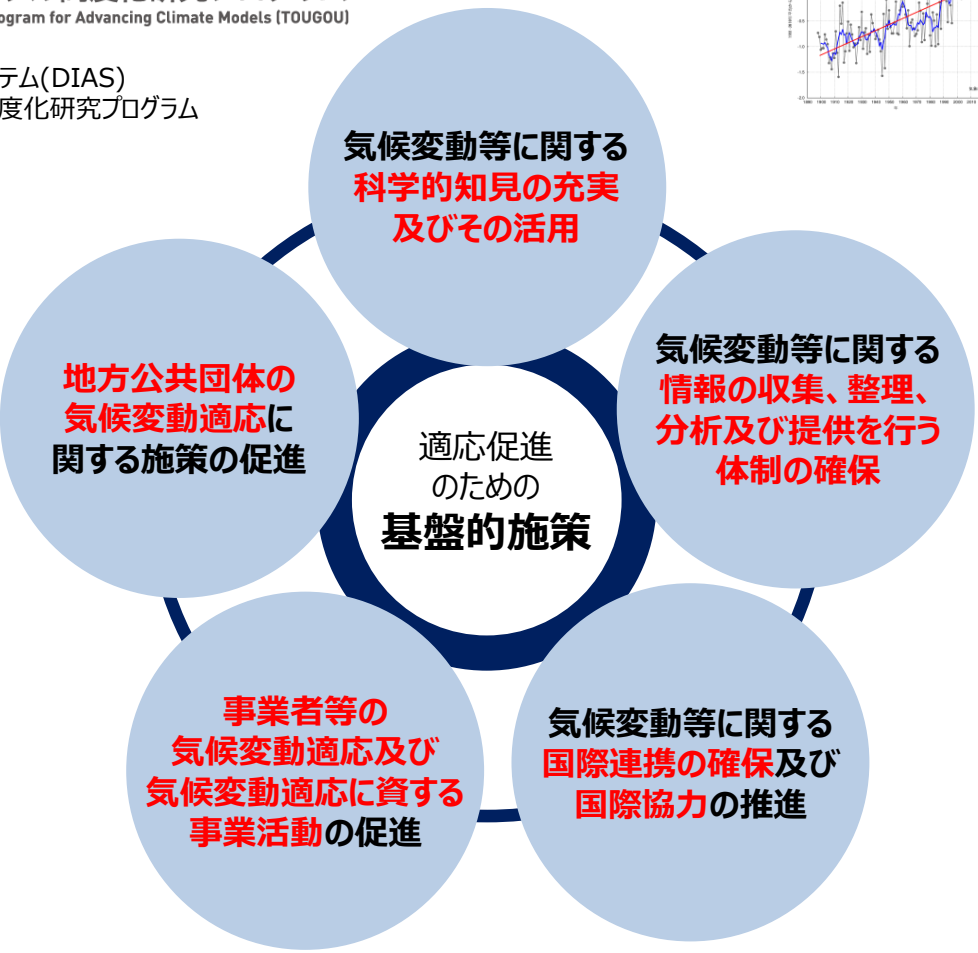 ogram for Advancing Climate Models (TOUGOU)
テム(DIAS)
度化研究プログラム
気候変動等に関する
科学的知見の充実
及びその活用
気候変動等に関する
情報の収集、整理、
分析及び提供を行う
体制の確保
地方公共団体の
気候変動適応に
関する施策の促進
適応促進
のための
基盤的施策
事業者等の
気候変動適応及び
気候変動適応に資する
事業活動の促進
気候変動等に関する
国際連携の確保及び
国際協力の推進